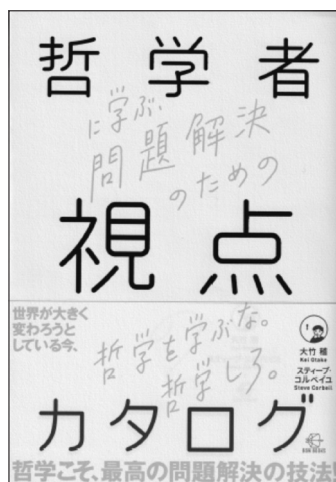 哲学者
に学ぶ
問題解決
のための
視点
世界が大きく
変わろうと
している今、
哲学を学ぶな。
哲学しろ。
大竹 稽
Kei Otake
スティーブ・
コルベイユ
Steve Corbeil
カタログ
哲学こそ、最高の問題解決の技法!